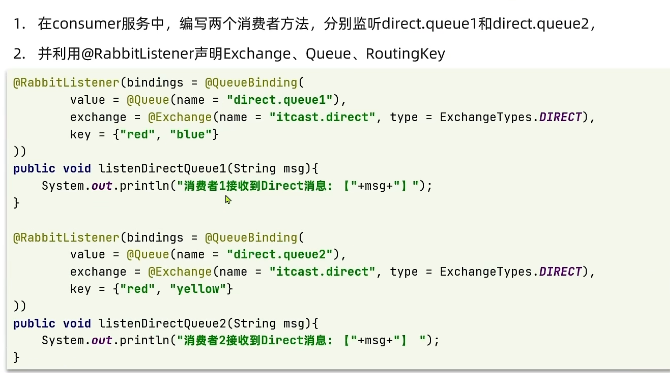 1. 在consumer服务中，编写两个消费者方法，分别监听direct.queue1和direct.queue2，
2. 并利用@RabbitListener声明Exchange、Queue、RoutingKey
@RabbitListener(bindings = @QueueBinding(
value = @Queue(name = "direct.queue1"),
exchange = @Exchange(name = "itcast.direct", type = ExchangeTypes.DIRECT),
key = {"red", "blue"}
))
public void listenDirectQueue1(String msg){
System.out.println("消费者1接收到Direct消息：【"+msg+"】");
}
@RabbitListener(bindings = @QueueBinding(
value = @Queue(name = "direct.queue2"),
exchange = @Exchange(name = "itcast.direct", type = ExchangeTypes.DIRECT),
key = {"red", "yellow"}
))
public void listenDirectQueue2(String msg){
System.out.println("消费者2接收到Direct消息：【"+msg+"】 ");
}